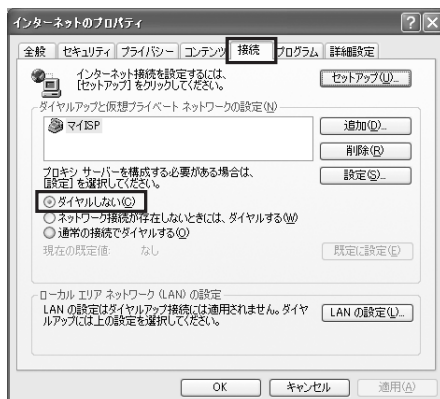 インターネットのプロパティ
全般 セキュリティ プライバシー コンテンツ 接続 プログラム 詳細設定
インターネット接続を設定するには、
[セットアップ] をクリックしてください。
セットアップ(U)...
ダイヤルアップと仮想プライベート ネットワークの設定(N)
マイISP
追加(D)...
削除(R)
プロキシ サーバーを構成する必要がある場合は、
[設定] を選択してください。
設定(S)...
ダイヤルしない(C)
ネットワーク接続が存在しないときには、ダイヤルする(W)
通常の接続でダイヤルする(O)
現在の既定値: なし
既定に設定(E)
ローカル エリア ネットワーク (LAN) の設定
LAN の設定はダイヤルアップ接続には適用されません。ダイヤ
ルアップには上の設定を選択してください。
LAN の設定(L)...
OK キャンセル 適用(A)